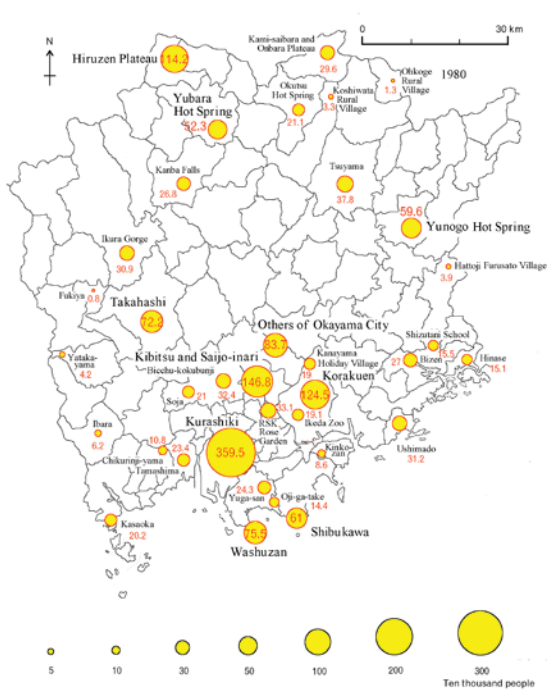 Kami-saibara and
Onbara Plateau
29.6
0
30 km
N
Hiruzen Plateau
114.2
Ohkoge
Rural
Village
1.3
1980
Okutsu
Hot Spring
21.1
Koshiwata
Rural
Village
3.3
Yubara
Hot Spring
52.3
Kanba Falls
26.8
Tsuyama
37.8
59.6
Yunogo Hot Spring
Ikura Gorge
30.9
Hattoji Furusato Village
3.9
Fukiya
0.8
Takahashi
72.2
Others of Okayama City
83.7
Shizutani School
5.5
Yataka-
yama
4.2
Kibitsu and Saijo-inari
146.8
Kanayama
Holiday Village
19
27
Bizen
Hinase
15.1
Bicchu-kokubunji
32.4
Korakuen
124.5
Soja
21
33.1
RSK
Rose
Garden
19.1
Ikeda Zoo
Kurashiki
359.5
Ibara
6.2
10.8
Chikurinji-yama
23.4
Tamashima
Kinko-
zan
8.6
Ushimado
31.2
24.3
Yuga-san
Oji-ga-take
14.4
Kasaoka
20.2
61
Shibukawa
75.5
Washuzan
5
10
30
50
100
200
300
Ten thousand people